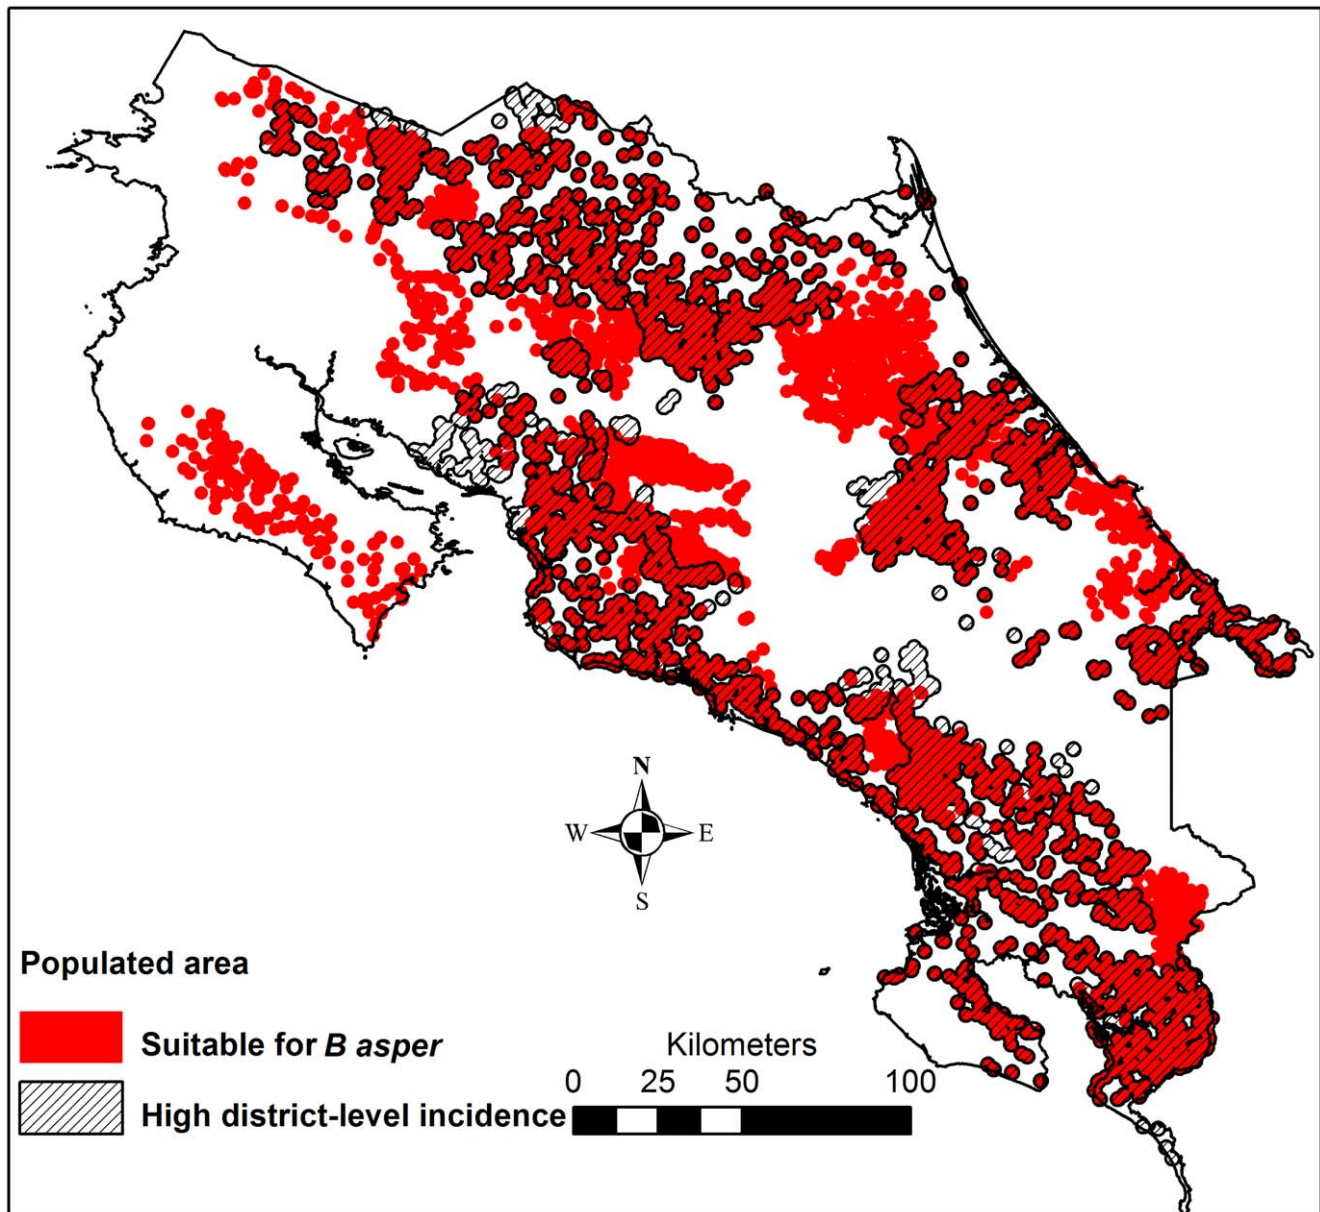 N
W E
S
Populated area
Suitable for B asper
High district-level incidence
Kilometers
0 25 50 100